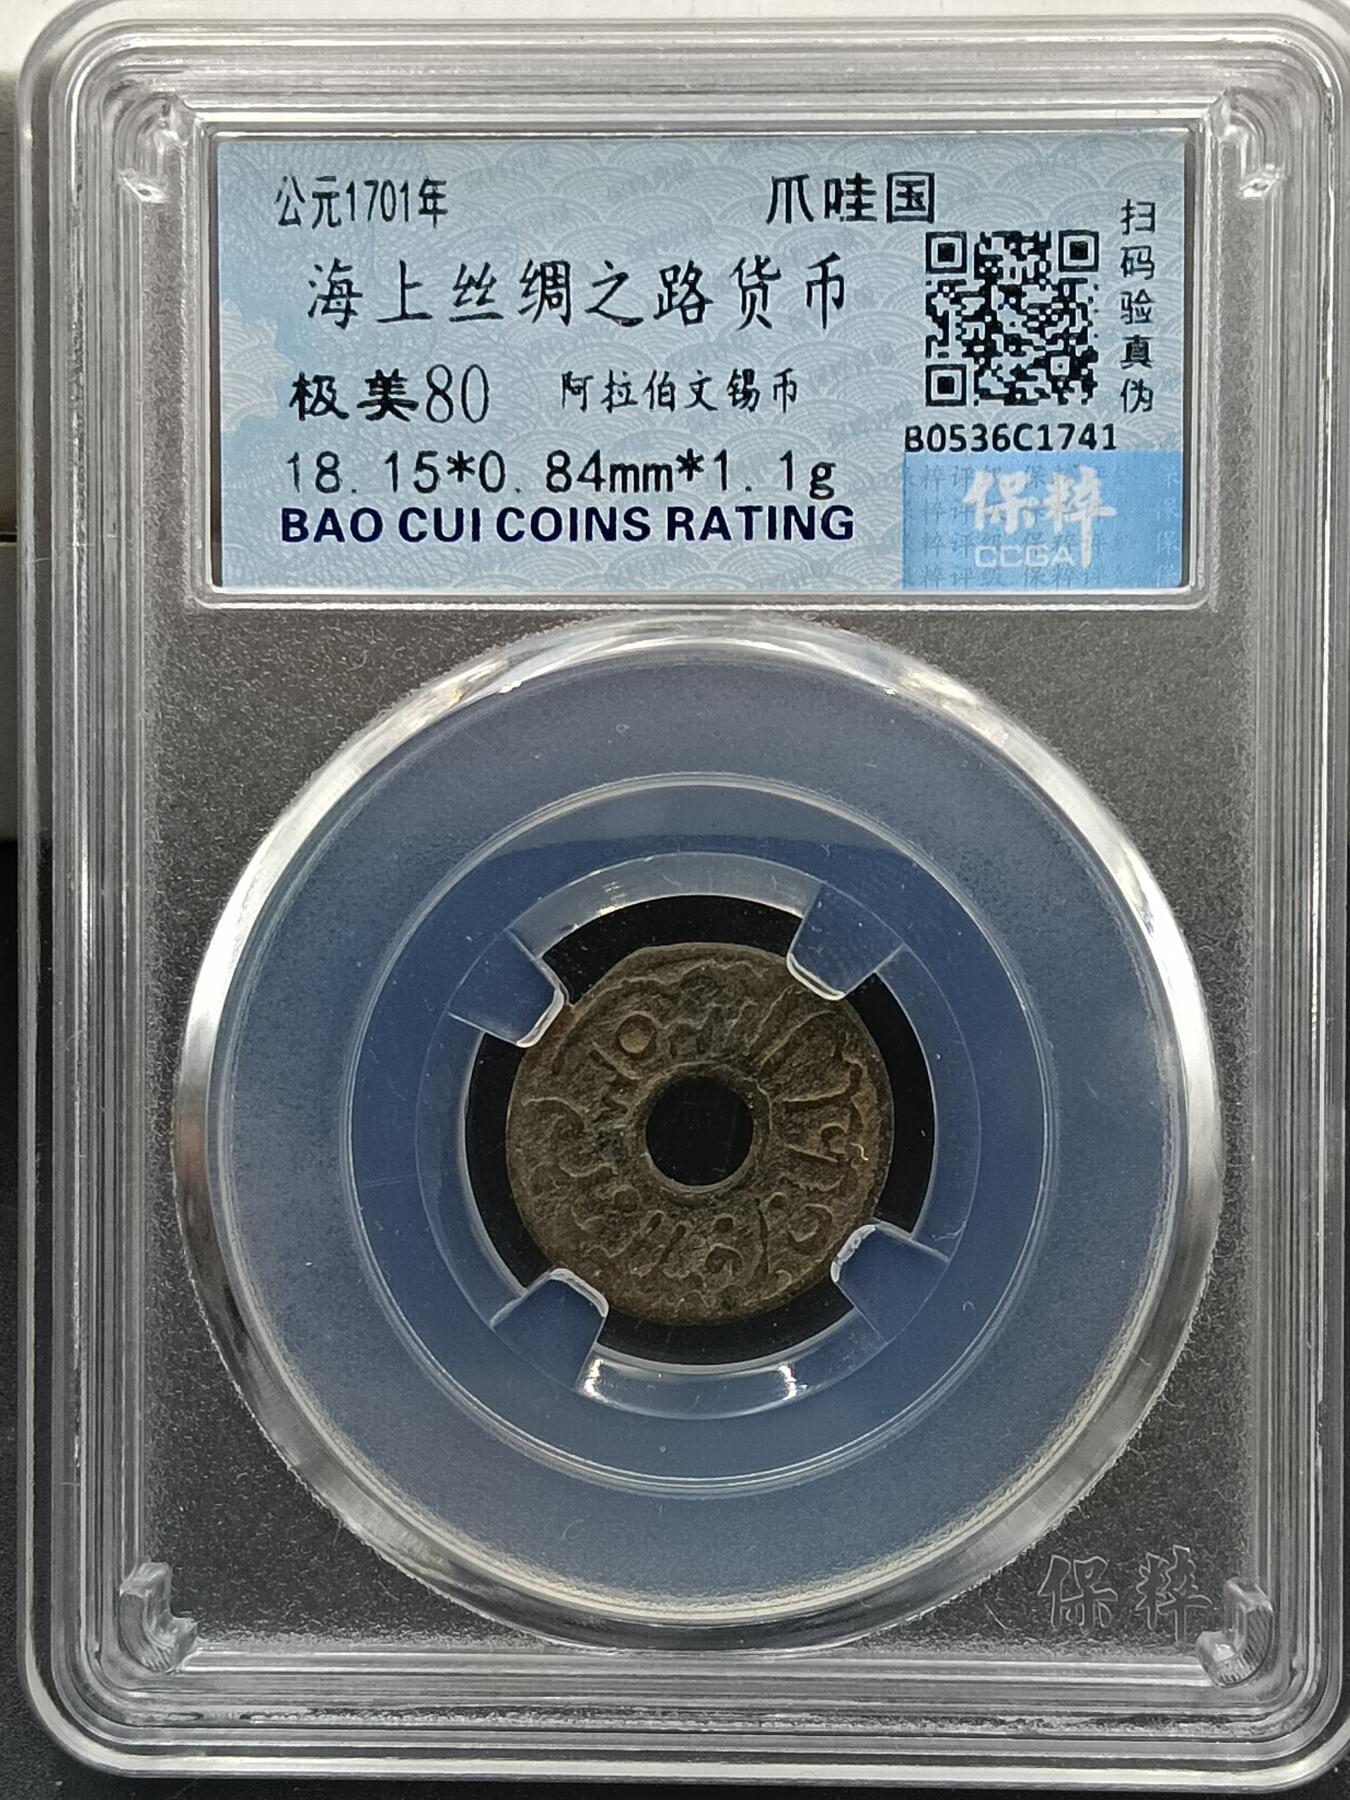 公元1701年 爪哇国
海上丝绸之路货币
极美80 阿拉伯文锡币
18.15*0.84mm*1.1g
BAO CUI COINS RATING
扫码验真伪
B0536C1741
保粹
CCGA
保粹